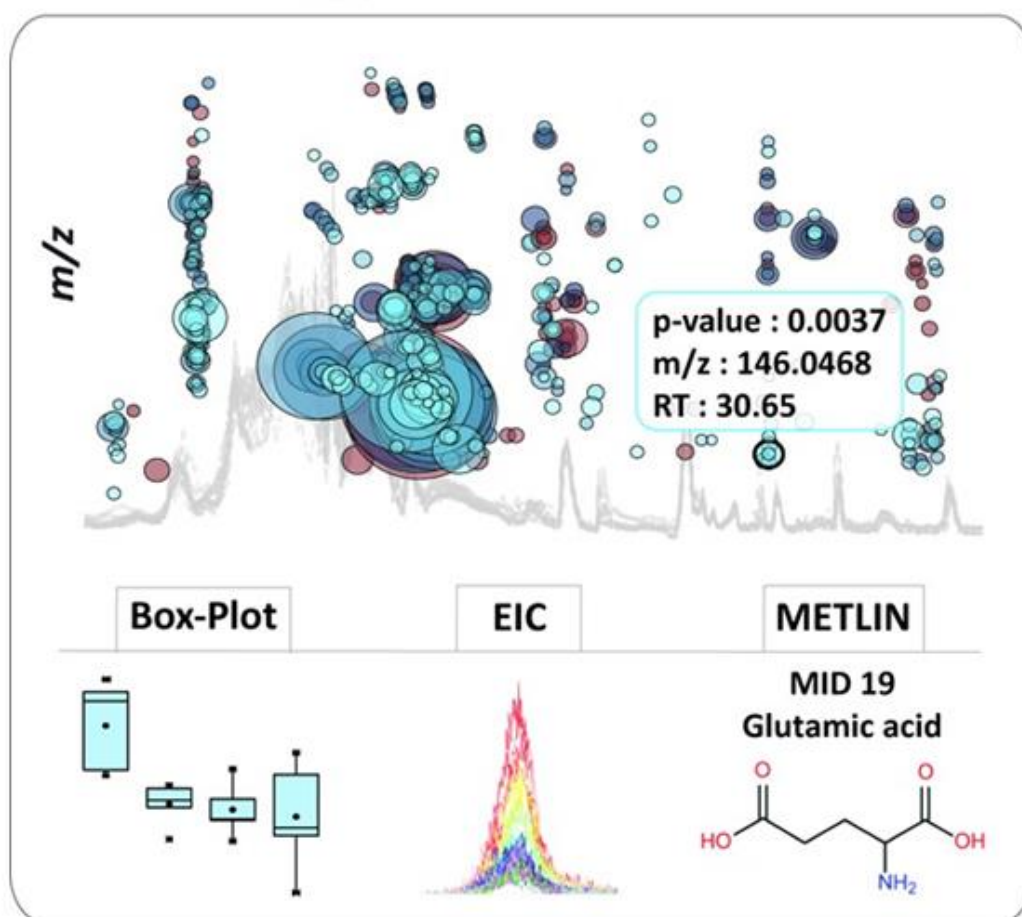 m/z
p-value : 0.0037
m/z : 146.0468
RT : 30.65
Box-Plot
EIC
METLIN
MID 19
Glutamic acid
O
O
HO
OH
NH₂